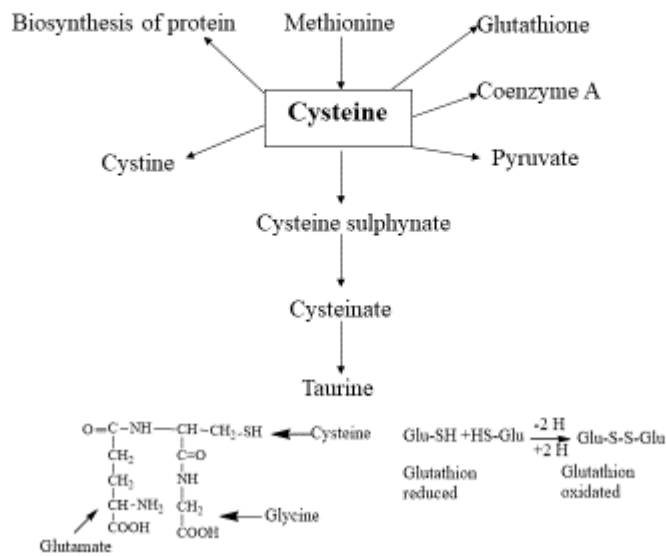 Biosynthesis of protein Methionine Glutathione
Cysteine
Coenzyme A
Cystine
Pyruvate
Cysteine sulphynate
Cysteinate
Taurine
O=C-NH-CH-CH₂-SH Cysteine
CH₂ C=O
CH₂ NH
CH-NH₂ CH₂
COOH COOH
Glutamate
Glycine
Glu-SH +HS-Glu -2 H +2 H Glu-S-S-Glu
Glutathion reduced
Glutathion oxidated